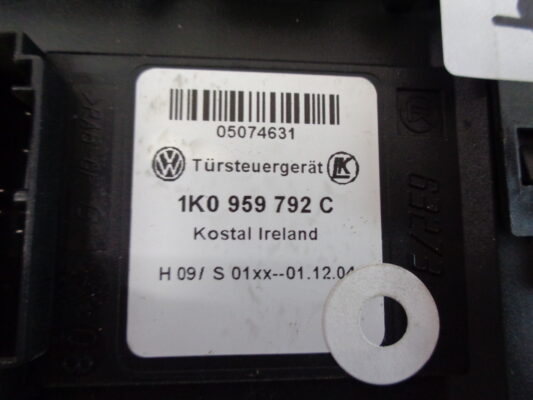 05074631
Türsteuergerät
1K0 959 792 C
Kostal Ireland
H 09/ S 01xx--01.12.04